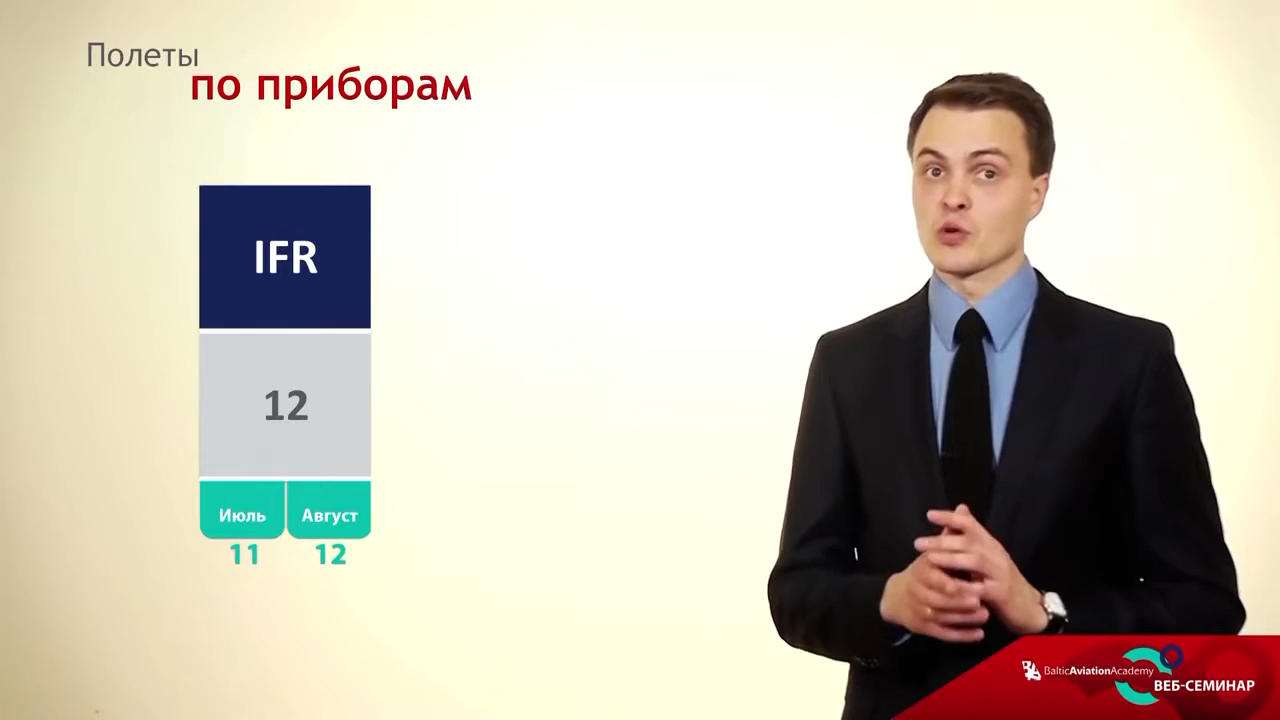 Полеты
по приборам
IFR
12
Июль
Август
11
12
BalticAviationAcademy
ВЕБ-СЕМИНАР